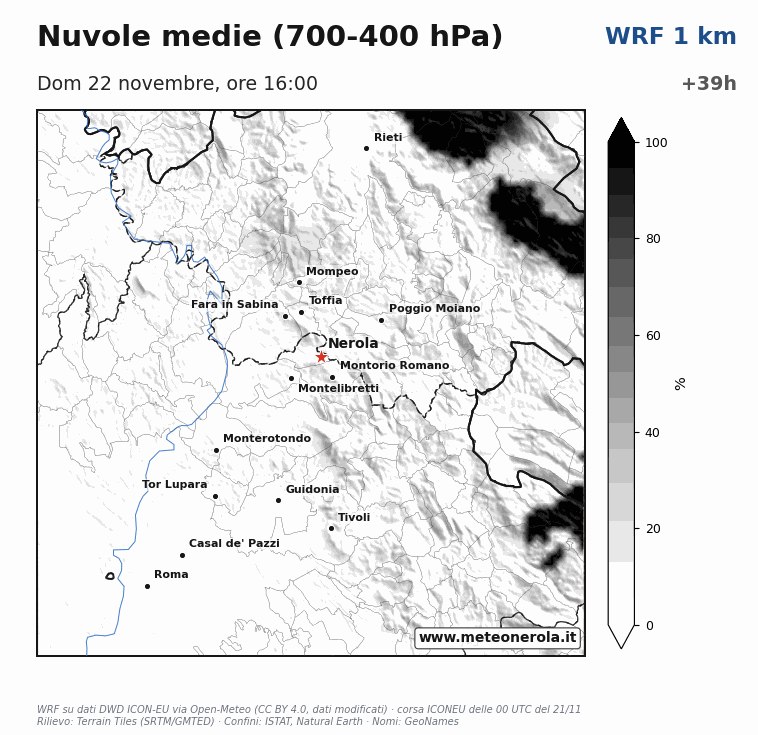 Nuvole medie (700-400 hPa)
WRF 1 km
Dom 22 novembre, ore 16:00
+39h
Rieti
Mompeo
Fara in Sabina
Toffia
Poggio Moiano
Nerola
Montorio Romano
Montelibretti
Monterotondo
Tor Lupara
Guidonia
Tivoli
Casal de' Pazzi
Roma
www.meteonerola.it
100
80
60
40
20
0
%
WRF su dati DWD ICON-EU via Open-Meteo (CC BY 4.0, dati modificati) · corsa ICONEU delle 00 UTC del 21/11
Rilievo: Terrain Tiles (SRTM/GMTED) · Confini: ISTAT, Natural Earth · Nomi: GeoNames